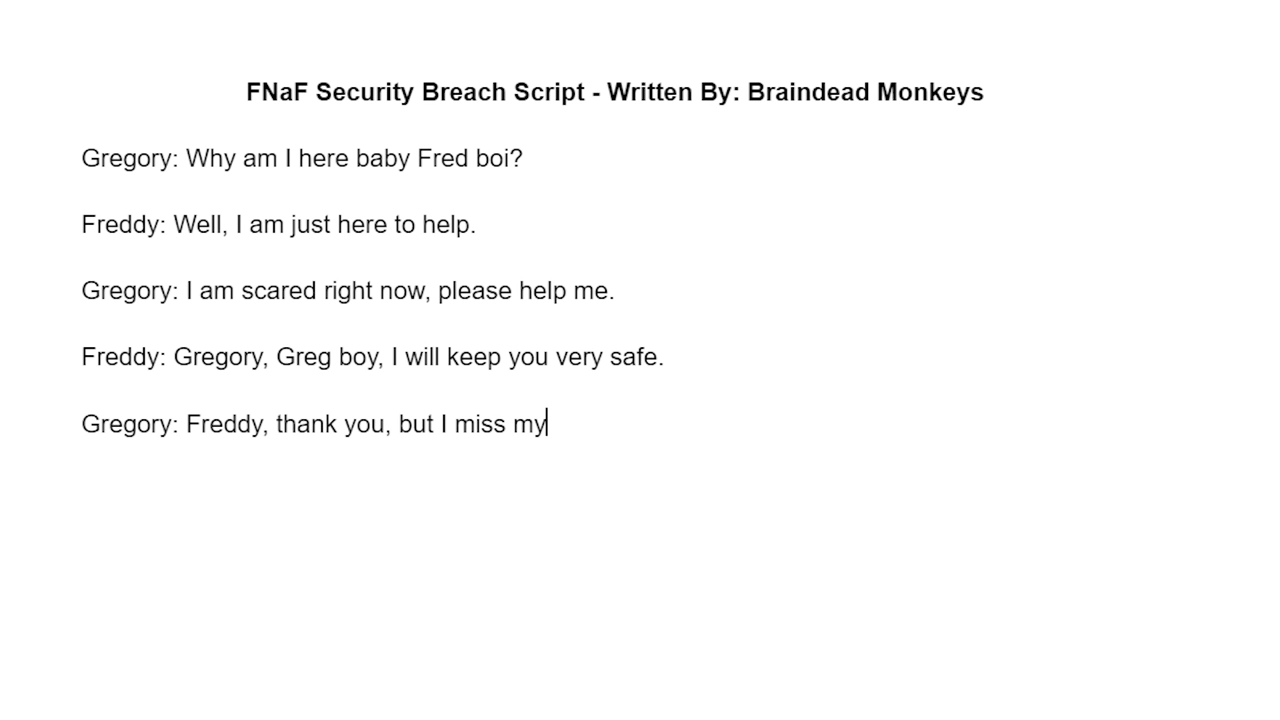 FNaF Security Breach Script - Written By: Braindead Monkeys
Gregory: Why am I here baby Fred boi?
Freddy: Well, I am just here to help.
Gregory: I am scared right now, please help me.
Freddy: Gregory, Greg boy, I will keep you very safe.
Gregory: Freddy, thank you, but I miss my